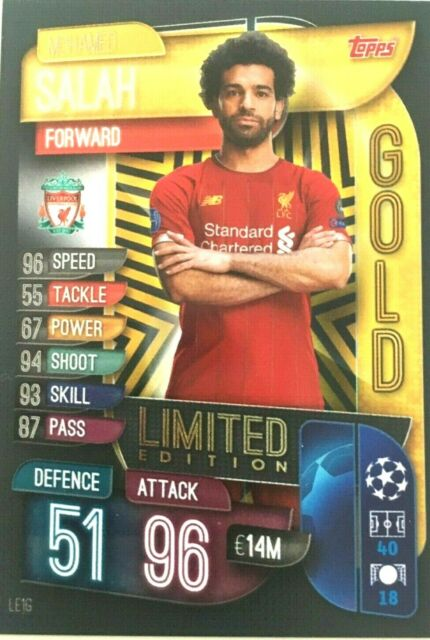 MOHAMED
SALAH
topps
FORWARD
GOLD
LIVERPOOL
L.F.C.
Standard
Chartered
96 SPEED
55 TACKLE
67 POWER
94 SHOOT
93 SKILL
87 PASS
LIMITED
EDITION
DEFENCE
51
ATTACK
96
€14M
40
18
LE1G